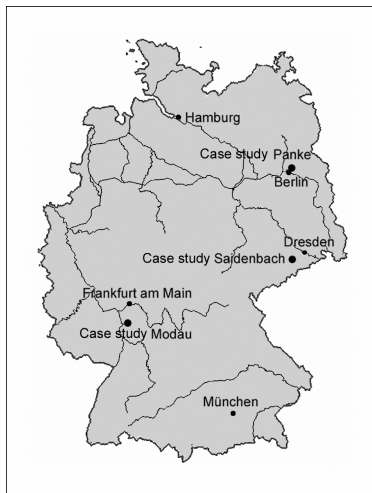 Hamburg
Case study Panke
Berlin
Dresden
Case study Saidenbach
Frankfurt am Main
Case study Modau
München